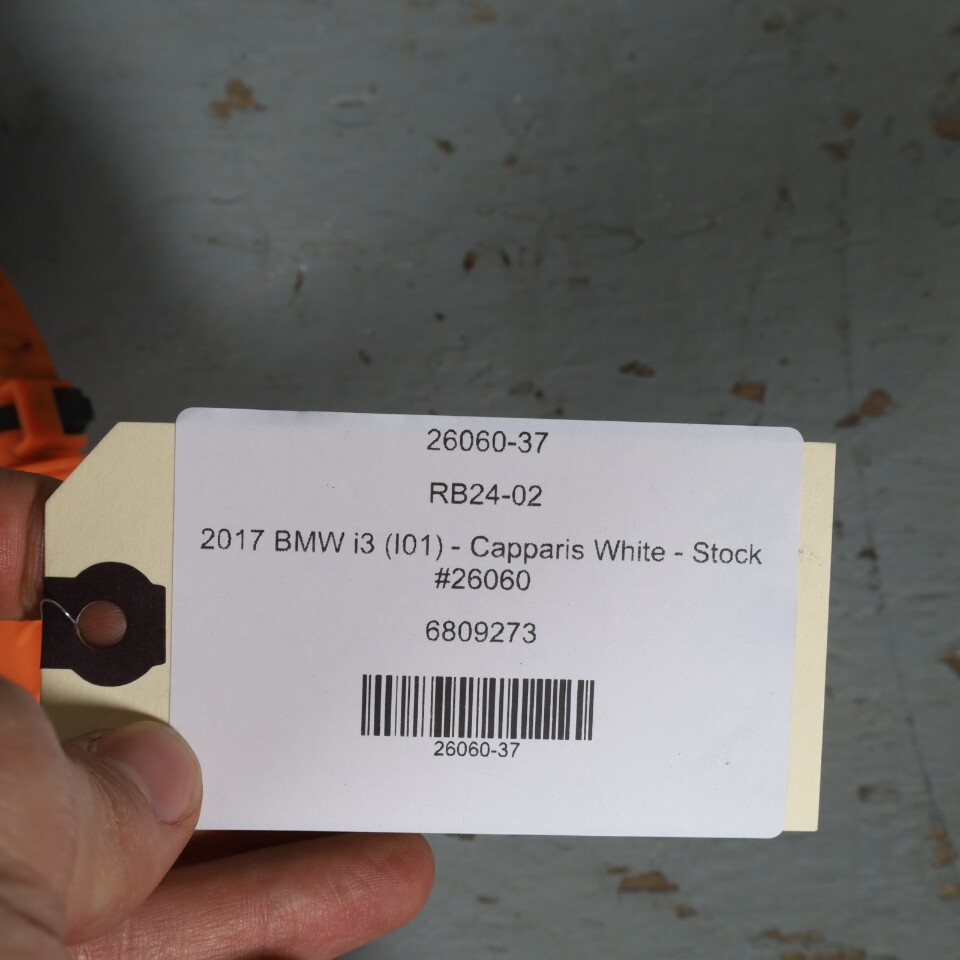 26060-37
RB24-02
2017 BMW i3 (I01) - Capparis White - Stock
#26060
6809273
26060-37